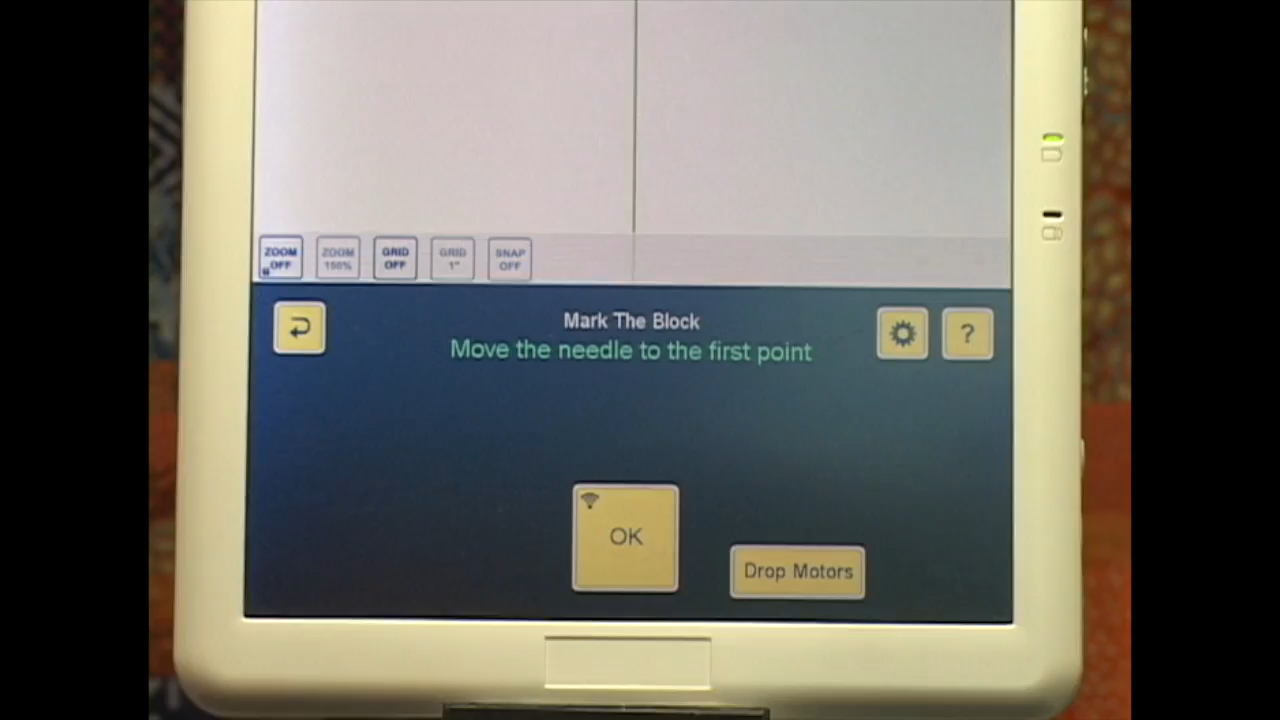 ZOOM OFF
ZOOM 150%
GRID OFF
GRID 1"
SNAP OFF
Mark The Block
Move the needle to the first point
?
OK
Drop Motors